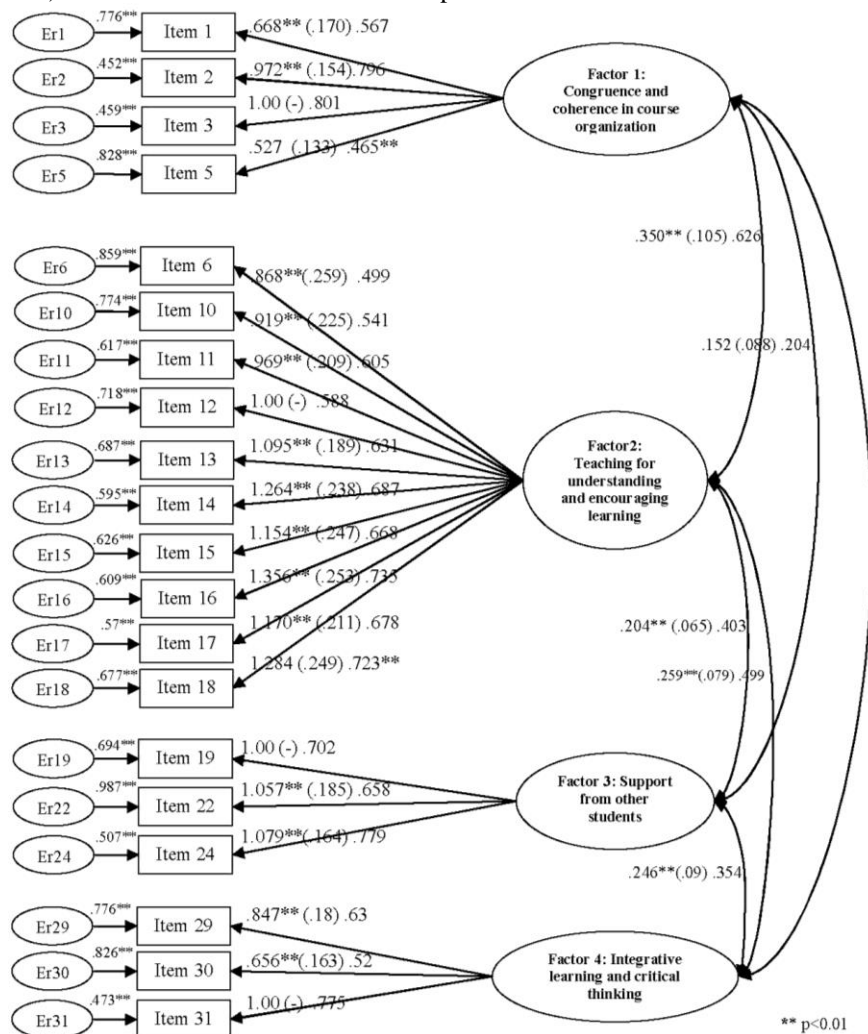 Er1 .776** Item 1 .668** (.170) .567
Er2 .452** Item 2 .972** (.154) .796
Er3 .459** Item 3 1.00 (-) .801
Er5 .828** Item 5 .527 (.133) .465**
Factor 1:
Congruence and
coherence in course
organization
.350** (.105) .626
.152 (.088) .204
Er6 .859** Item 6 .868** (.259) .499
Er10 .774** Item 10 .919** (.225) .541
Er11 .617** Item 11 .969** (.209) .605
Er12 .718** Item 12 1.00 (-) .588
Er13 .687** Item 13 1.095** (.189) .631
Er14 .595** Item 14 1.264** (.238) .687
Er15 .626** Item 15 1.154** (.247) .668
Er16 .609** Item 16 1.356** (.253) .735
Er17 .57** Item 17 1.170** (.211) .678
Er18 .677** Item 18 1.284 (.249) .723**
Factor2:
Teaching for
understanding
and encouraging
learning
.204** (.065) .403
.259**(.079) .499
Er19 .694** Item 19 1.00 (-) .702
Er22 .987** Item 22 1.057** (.185) .658
Er24 .507** Item 24 1.079**(.164) .779
Factor 3: Support
from other
students
.246**(.09) .354
Er29 .776** Item 29 .847** (.18) .63
Er30 .826** Item 30 .656**(.163) .52
Er31 .473** Item 31 1.00 (-) .775
Factor 4: Integrative
learning and critical
thinking
** p<0.01